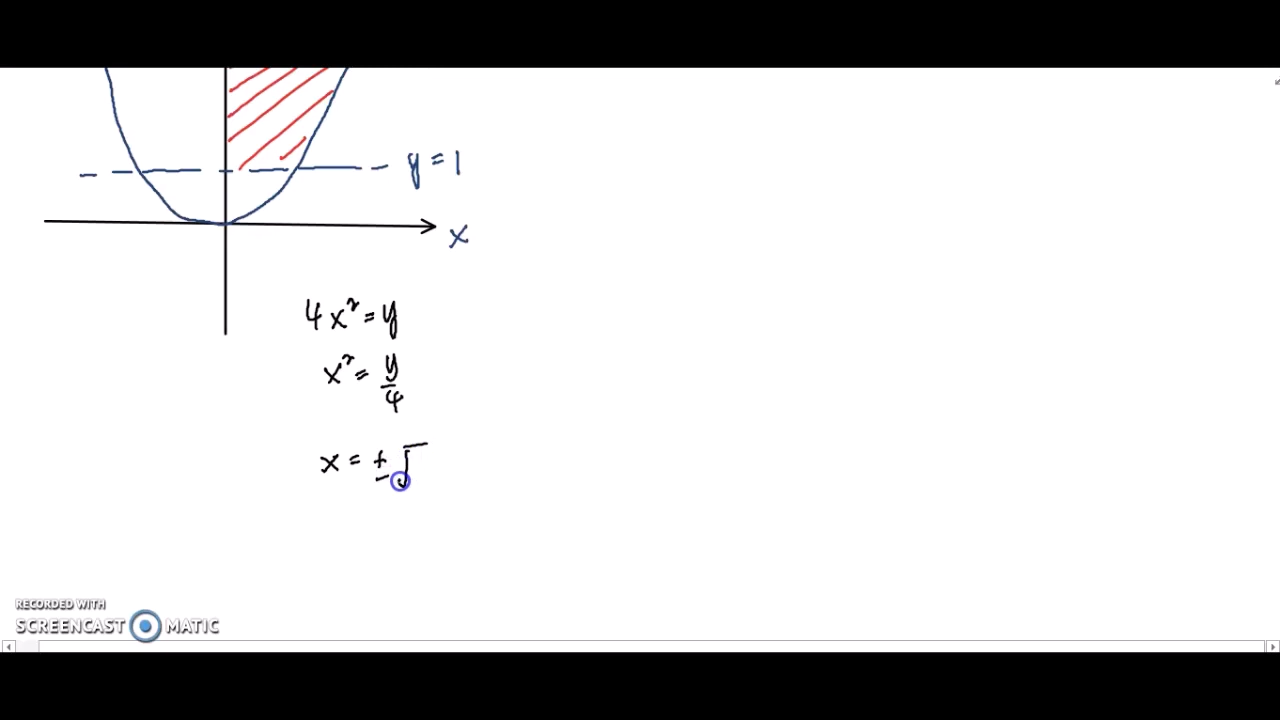 y = 1
x
4x² = y
x² = y/4
x = ± √
RECORDED WITH
SCREENCAST MATIC